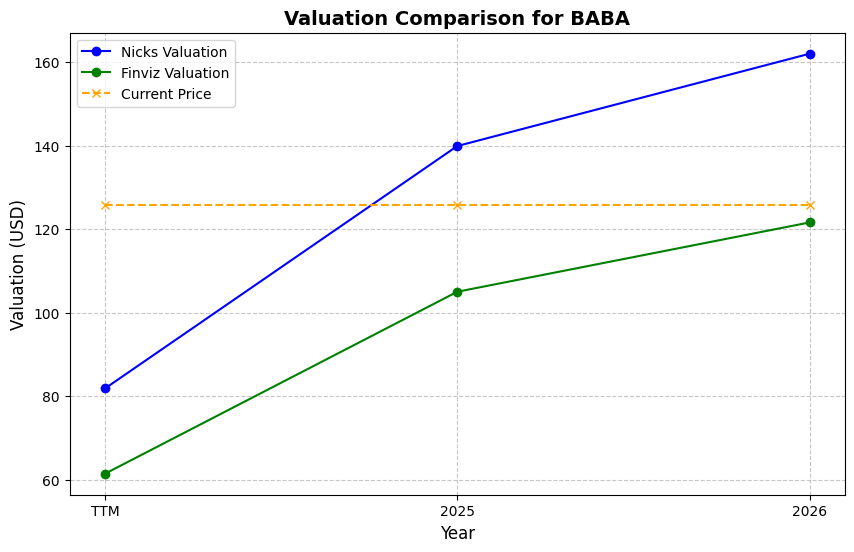 Valuation Comparison for BABA
Nicks Valuation
Finviz Valuation
Current Price
Valuation (USD)
160
140
120
100
80
60
TTM
2025
2026
Year